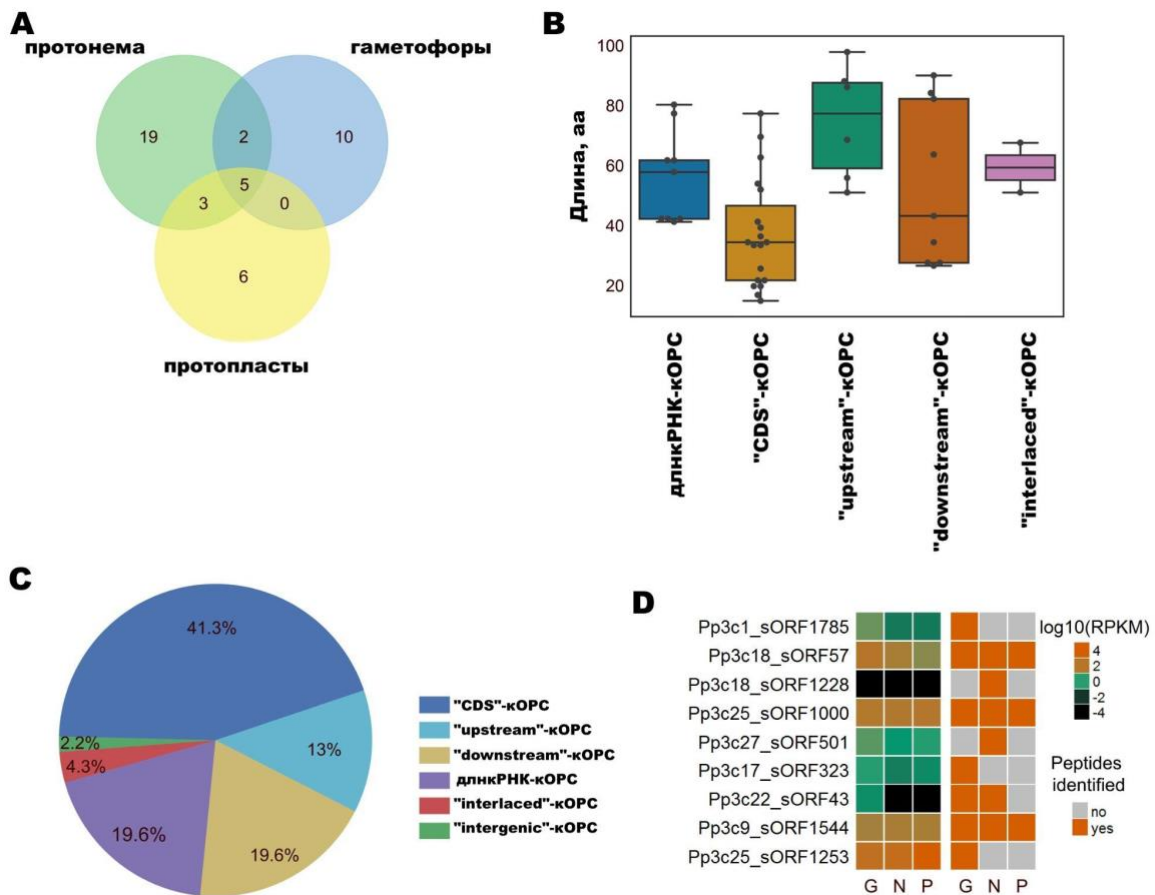 A
протонема
гаметофоры
19
2
10
5
3
0
6
протопласты
B
Длина, аа
100
80
60
40
20
длнкРНК-кОРС
"CDS"-кОРС
"upstream"-кОРС
"downstream"-кОРС
"interlaced"-кОРС
C
41.3%
13%
19.6%
19.6%
4.3%
2.2%
"CDS"-кОРС
"upstream"-кОРС
"downstream"-кОРС
длнкРНК-кОРС
"interlaced"-кОРС
"intergenic"-кОРС
D
Pp3c1_sORF1785
Pp3c18_sORF57
Pp3c18_sORF1228
Pp3c25_sORF1000
Pp3c27_sORF501
Pp3c17_sORF323
Pp3c22_sORF43
Pp3c9_sORF1544
Pp3c25_sORF1253
G N P G N P
log10(RPKM)
4
2
0
-2
-4
Peptides
identified
no
yes